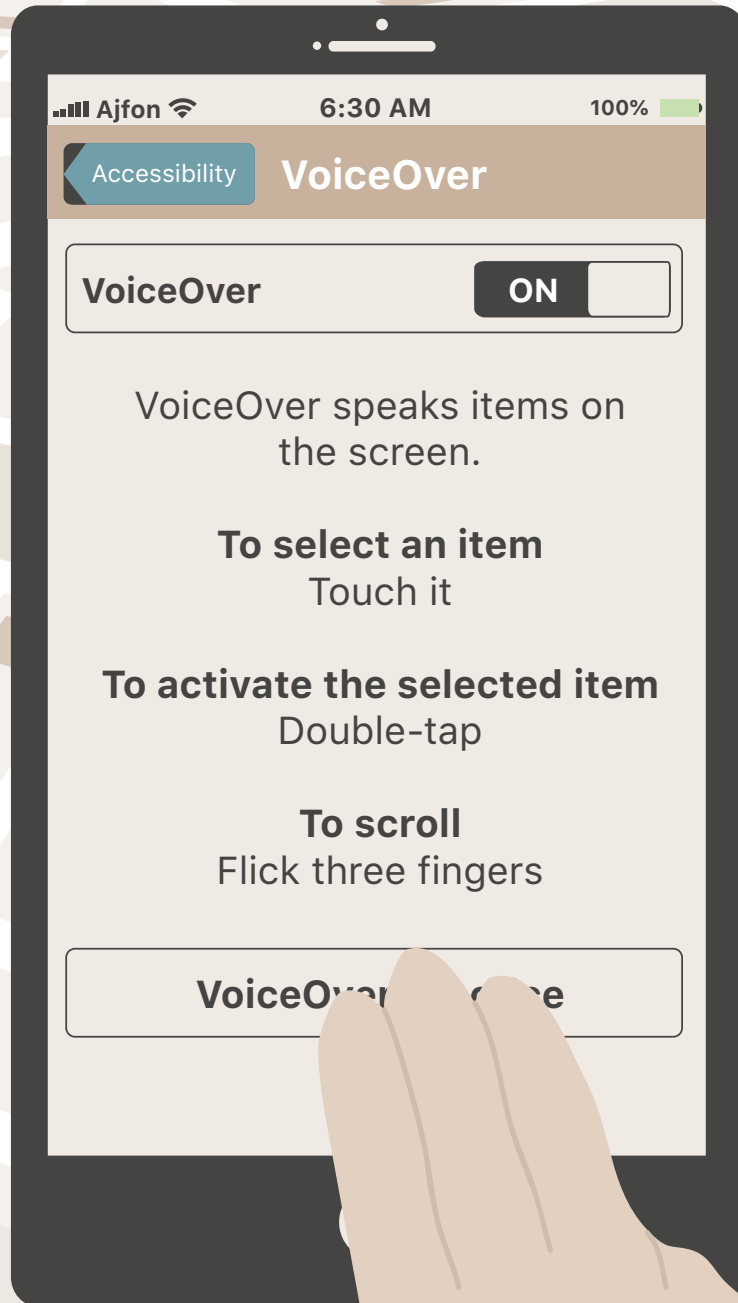 Ajfon 6:30 AM 100%
Accessibility VoiceOver
VoiceOver ON
VoiceOver speaks items on
the screen.
To select an item
Touch it
To activate the selected item
Double-tap
To scroll
Flick three fingers
VoiceOver